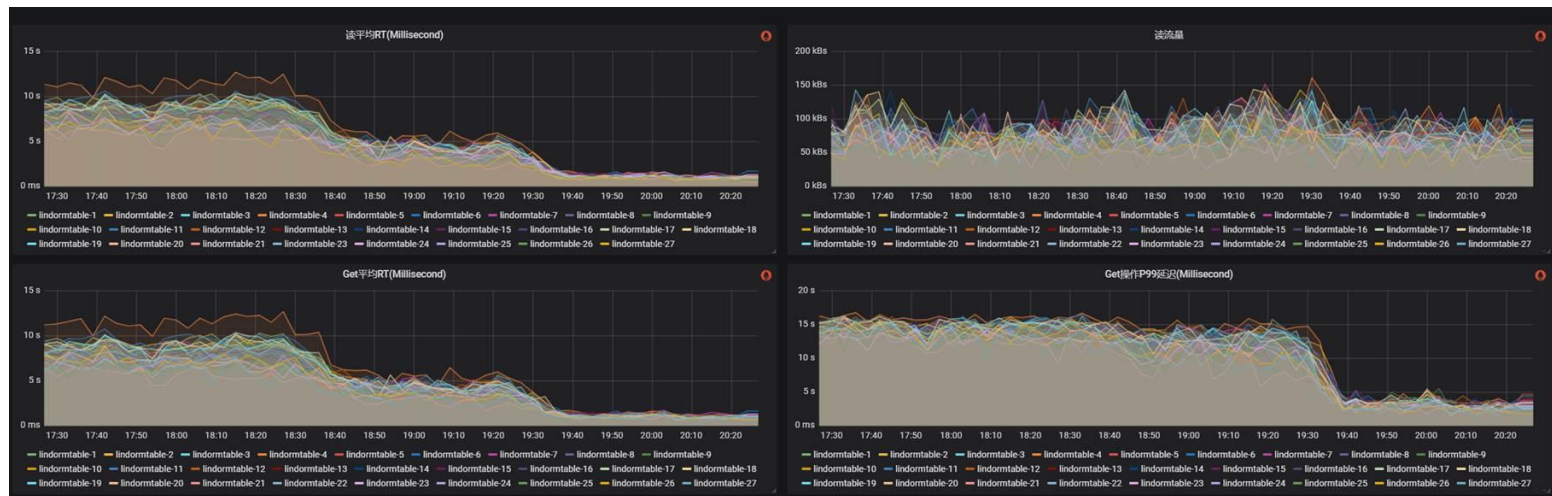 读平均RT(Millisecond)
15 s
10 s
5 s
0 ms
17:30 17:40 17:50 18:00 18:10 18:20 18:30 18:40 18:50 19:00 19:10 19:20 19:30 19:40 19:50 20:00 20:10 20:20
lindormtable-1 lindormtable-2 lindormtable-3 lindormtable-4 lindormtable-5 lindormtable-6 lindormtable-7 lindormtable-8 lindormtable-9
lindormtable-10 lindormtable-11 lindormtable-12 lindormtable-13 lindormtable-14 lindormtable-15 lindormtable-16 lindormtable-17 lindormtable-18
lindormtable-19 lindormtable-20 lindormtable-21 lindormtable-23 lindormtable-24 lindormtable-25 lindormtable-26 lindormtable-27
读流量
200 kBs
150 kBs
100 kBs
50 kBs
0 kBs
17:30 17:40 17:50 18:00 18:10 18:20 18:30 18:40 18:50 19:00 19:10 19:20 19:30 19:40 19:50 20:00 20:10 20:20
lindormtable-1 lindormtable-2 lindormtable-3 lindormtable-4 lindormtable-5 lindormtable-6 lindormtable-7 lindormtable-8 lindormtable-9
lindormtable-10 lindormtable-11 lindormtable-12 lindormtable-13 lindormtable-14 lindormtable-15 lindormtable-16 lindormtable-17 lindormtable-18
lindormtable-19 lindormtable-20 lindormtable-21 lindormtable-22 lindormtable-23 lindormtable-24 lindormtable-25 lindormtable-26 lindormtable-27
Get平均RT(Millisecond)
15 s
10 s
5 s
0 ms
17:30 17:40 17:50 18:00 18:10 18:20 18:30 18:40 18:50 19:00 19:10 19:20 19:30 19:40 19:50 20:00 20:10 20:20
lindormtable-1 lindormtable-2 lindormtable-3 lindormtable-4 lindormtable-5 lindormtable-6 lindormtable-7 lindormtable-8 lindormtable-9
lindormtable-10 lindormtable-11 lindormtable-12 lindormtable-13 lindormtable-14 lindormtable-15 lindormtable-16 lindormtable-17 lindormtable-18
lindormtable-19 lindormtable-20 lindormtable-21 lindormtable-22 lindormtable-23 lindormtable-24 lindormtable-25 lindormtable-26 lindormtable-27
Get操作P99延迟(Millisecond)
20 s
15 s
10 s
5 s
0 ms
17:30 17:40 17:50 18:00 18:10 18:20 18:30 18:40 18:50 19:00 19:10 19:20 19:30 19:40 19:50 20:00 20:10 20:20
lindormtable-1 lindormtable-2 lindormtable-3 lindormtable-4 lindormtable-5 lindormtable-6 lindormtable-7 lindormtable-8 lindormtable-9
lindormtable-10 lindormtable-11 lindormtable-12 lindormtable-13 lindormtable-14 lindormtable-15 lindormtable-16 lindormtable-17 lindormtable-18
lindormtable-19 lindormtable-20 lindormtable-21 lindormtable-22 lindormtable-23 lindormtable-24 lindormtable-25 lindormtable-26 lindormtable-27